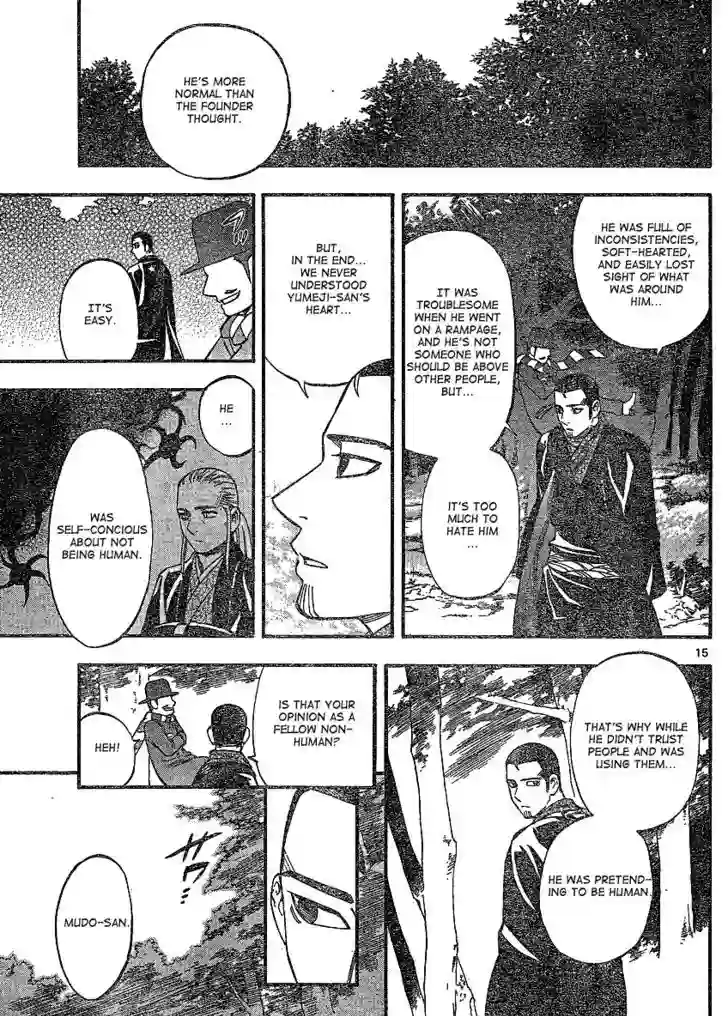 HE'S MORE
NORMAL THAN
THE FOUNDER
THOUGHT.
HE WAS FULL OF
INCONSISTENCIES,
SOFT-HEARTED,
AND EASILY LOST
SIGHT OF WHAT
WAS AROUND
HIM...
IT WAS
TROUBLESOME
WHEN HE WENT
ON A RAMPAGE,
AND HE'S NOT
SOMEONE WHO
SHOULD BE ABOVE
OTHER PEOPLE,
BUT...
IT'S TOO
MUCH TO
HATE HIM
...
BUT,
IN THE END...
WE NEVER
UNDERSTOOD
YUMEJI-SAN'S
HEART...
IT'S
EASY.
HE
...
WAS
SELF-CONCIOUS
ABOUT NOT
BEING HUMAN.
15
THAT'S WHY WHILE
HE DIDN'T TRUST
PEOPLE AND WAS
USING THEM...
HE WAS PRETEND-
ING TO BE HUMAN.
IS THAT YOUR
OPINION AS A
FELLOW NON-
HUMAN?
HEH!
MUDO-SAN.